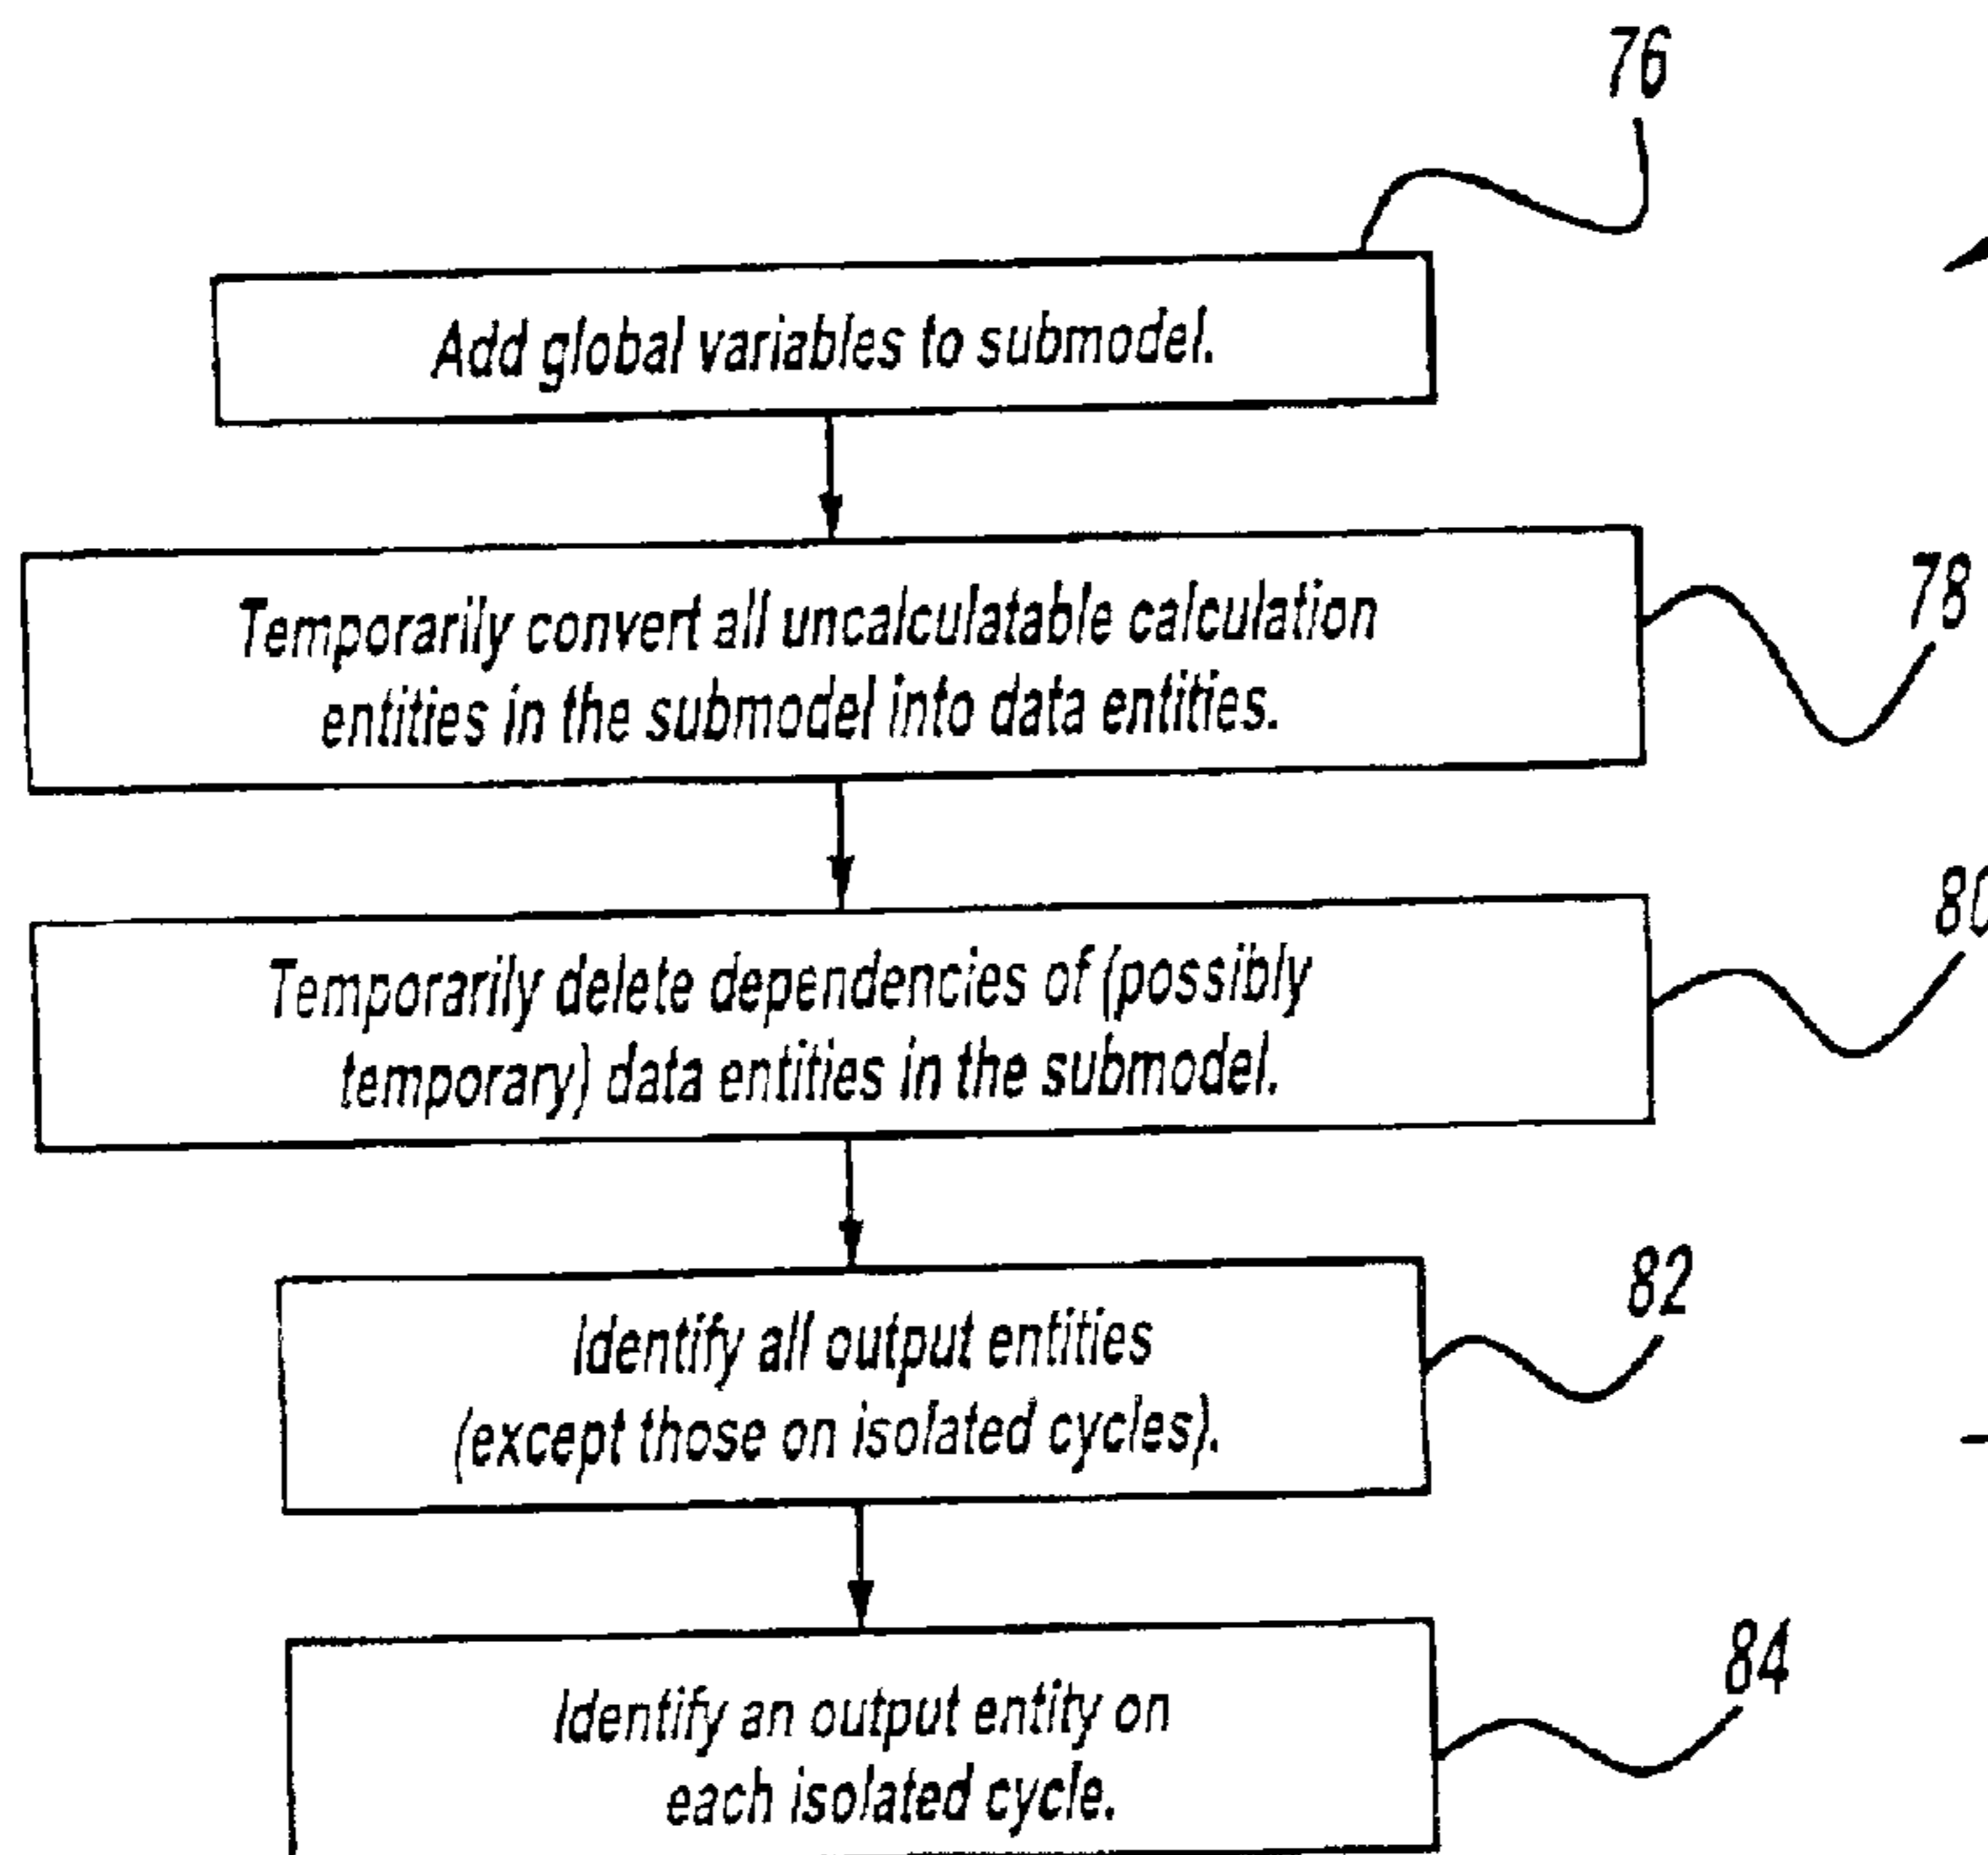 76
Add global variables to submodel.
Temporarily convert all uncalculatable calculation
entities in the submodel into data entities.
78
Temporarily delete dependencies of (possibly
temporary) data entities in the submodel.
80
Identify all output entities
(except those on isolated cycles).
82
Identify an output entity on
each isolated cycle.
84